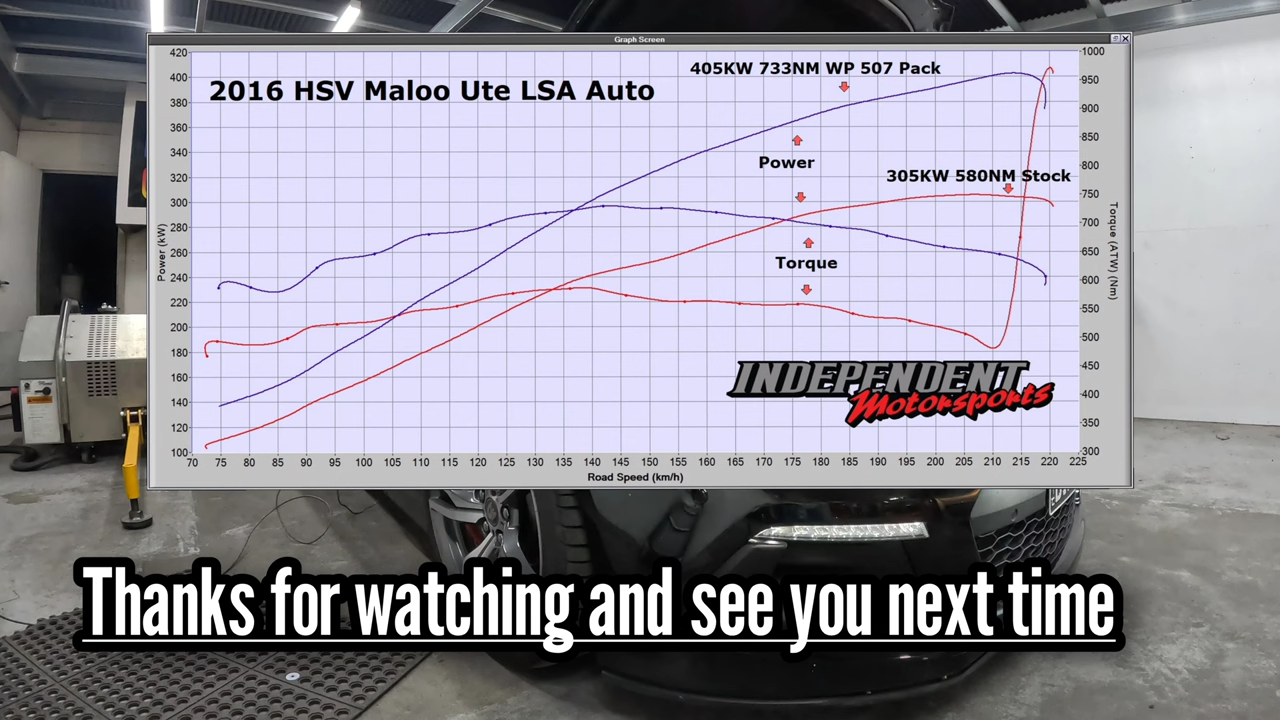 Graph Screen
2016 HSV Maloo Ute LSA Auto
405KW 733NM WP 507 Pack
Power
305KW 580NM Stock
Torque
INDEPENDENT
Motorsports
Power (kW)
420
400
380
360
340
320
300
280
260
240
220
200
180
160
140
120
100
Torque (ATW) (Nm)
1000
950
900
850
800
750
700
650
600
550
500
450
400
350
300
70 75 80 85 90 95 100 105 110 115 120 125 130 135 140 145 150 155 160 165 170 175 180 185 190 195 200 205 210 215 220 225
Road Speed (km/h)
Thanks for watching and see you next time